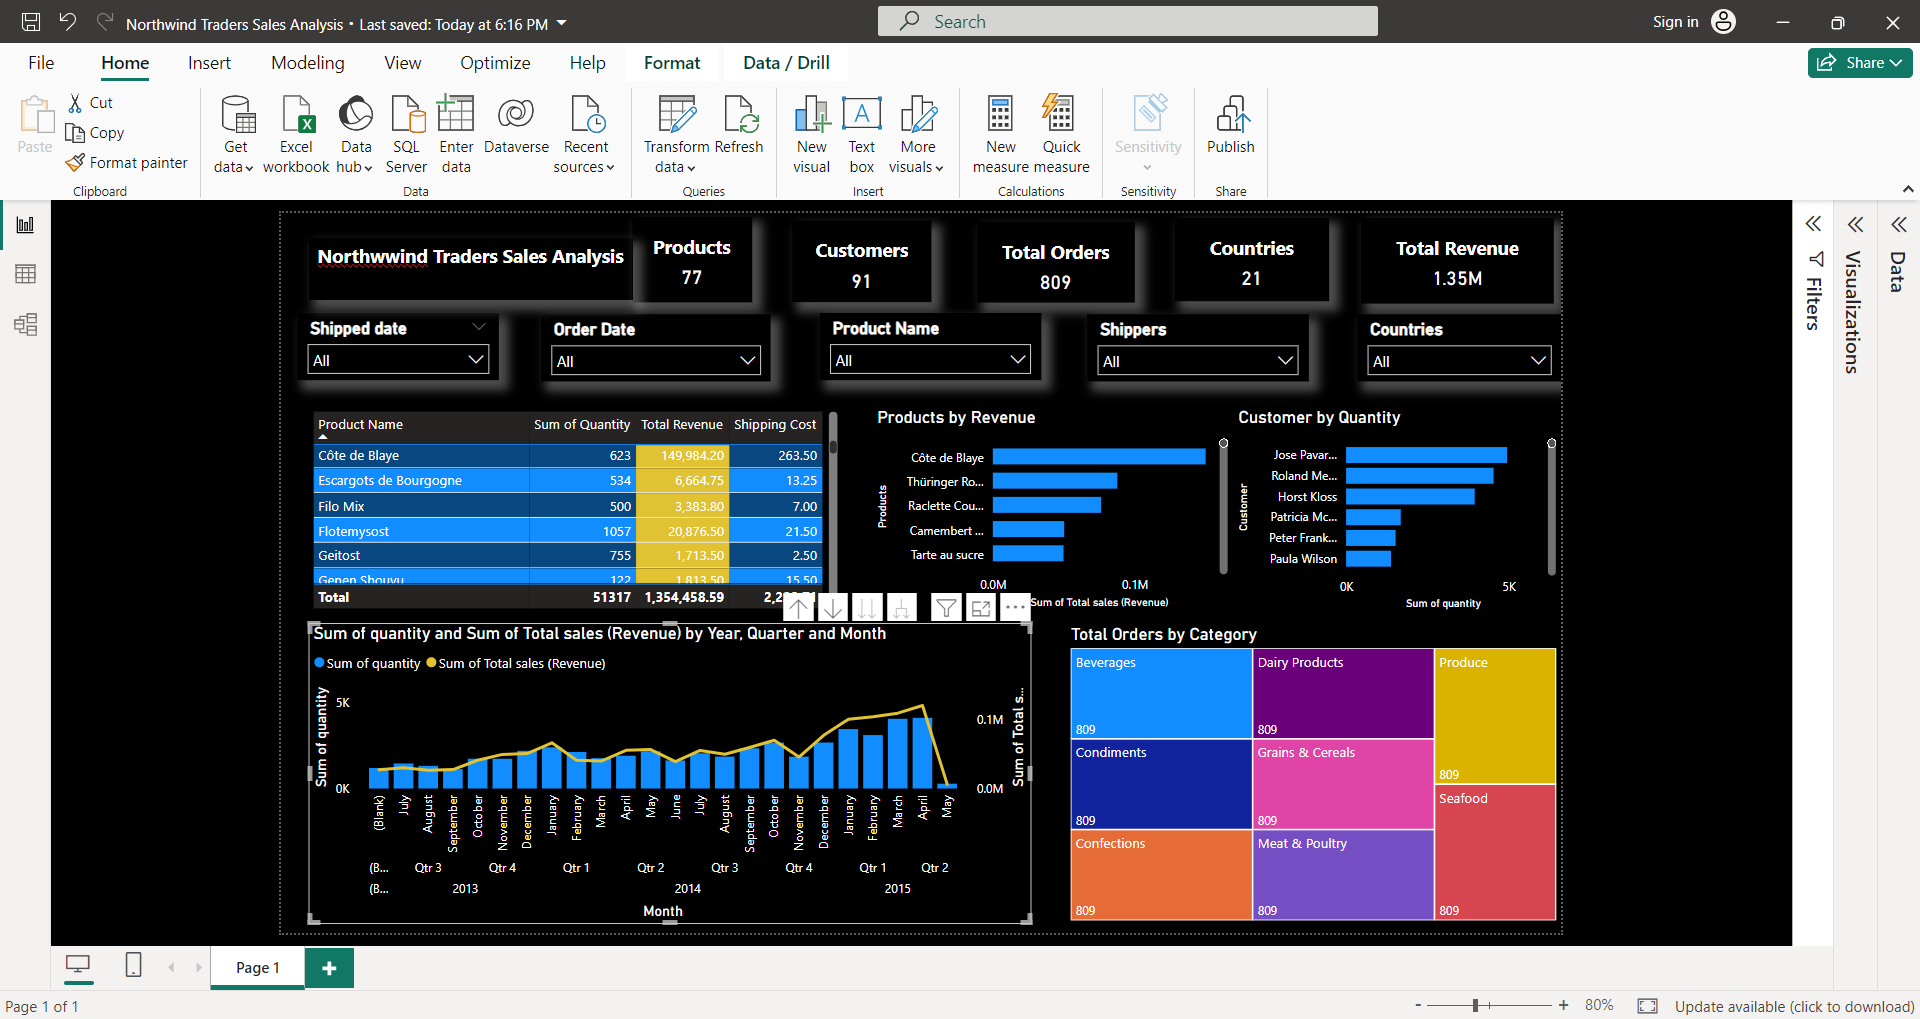 Northwind Traders Sales Analysis • Last saved: Today at 6:16 PM
Search
Sign in
File Home Insert Modeling View Optimize Help Format Data / Drill
Share
Paste
Cut
Copy
Format painter
Clipboard
Get data
Excel workbook
Data hub
SQL Server
Enter data
Dataverse
Recent sources
Data
Transform data
Refresh
Queries
New visual
Text box
More visuals
Insert
New measure
Quick measure
Calculations
Sensitivity
Sensitivity
Publish
Share
Northwwind Traders Sales Analysis
Products
77
Customers
91
Total Orders
809
Countries
21
Total Revenue
1.35M
Shipped date
All
Order Date
All
Product Name
All
Shippers
All
Countries
All
Product Name Sum of Quantity Total Revenue Shipping Cost
Côte de Blaye 623 149,984.20 263.50
Escargots de Bourgogne 534 6,664.75 13.25
Filo Mix 500 3,383.80 7.00
Flotemysost 1057 20,876.50 21.50
Geitost 755 1,713.50 2.50
Genen Shouyu 122 1,813.50 15.50
Total 51317 1,354,458.59
Products by Revenue
Products
Côte de Blaye
Thüringer Ro...
Raclette Cou...
Camembert ...
Tarte au sucre
0.0M 0.1M
Sum of Total sales (Revenue)
Customer by Quantity
Customer
Jose Pavar...
Roland Me...
Horst Kloss
Patricia Mc...
Peter Frank...
Paula Wilson
0K 5K
Sum of quantity
Sum of quantity and Sum of Total sales (Revenue) by Year, Quarter and Month
Sum of quantity Sum of Total sales (Revenue)
Sum of quantity
5K
0K
0.1M
0.0M
Sum of Total s...
(Blank) July August September October November December January February March April May June July August September October November December January February March April May
(B... Qtr 3 Qtr 4 Qtr 1 Qtr 2 Qtr 3 Qtr 4 Qtr 1 Qtr 2
(B... 2013 2014 2015
Month
Total Orders by Category
Beverages
809
Dairy Products
809
Produce
809
Condiments
809
Grains & Cereals
809
Seafood
809
Confections
809
Meat & Poultry
809
Filters
Visualizations
Data
Page 1
Page 1 of 1
- + 80%
Update available (click to download)